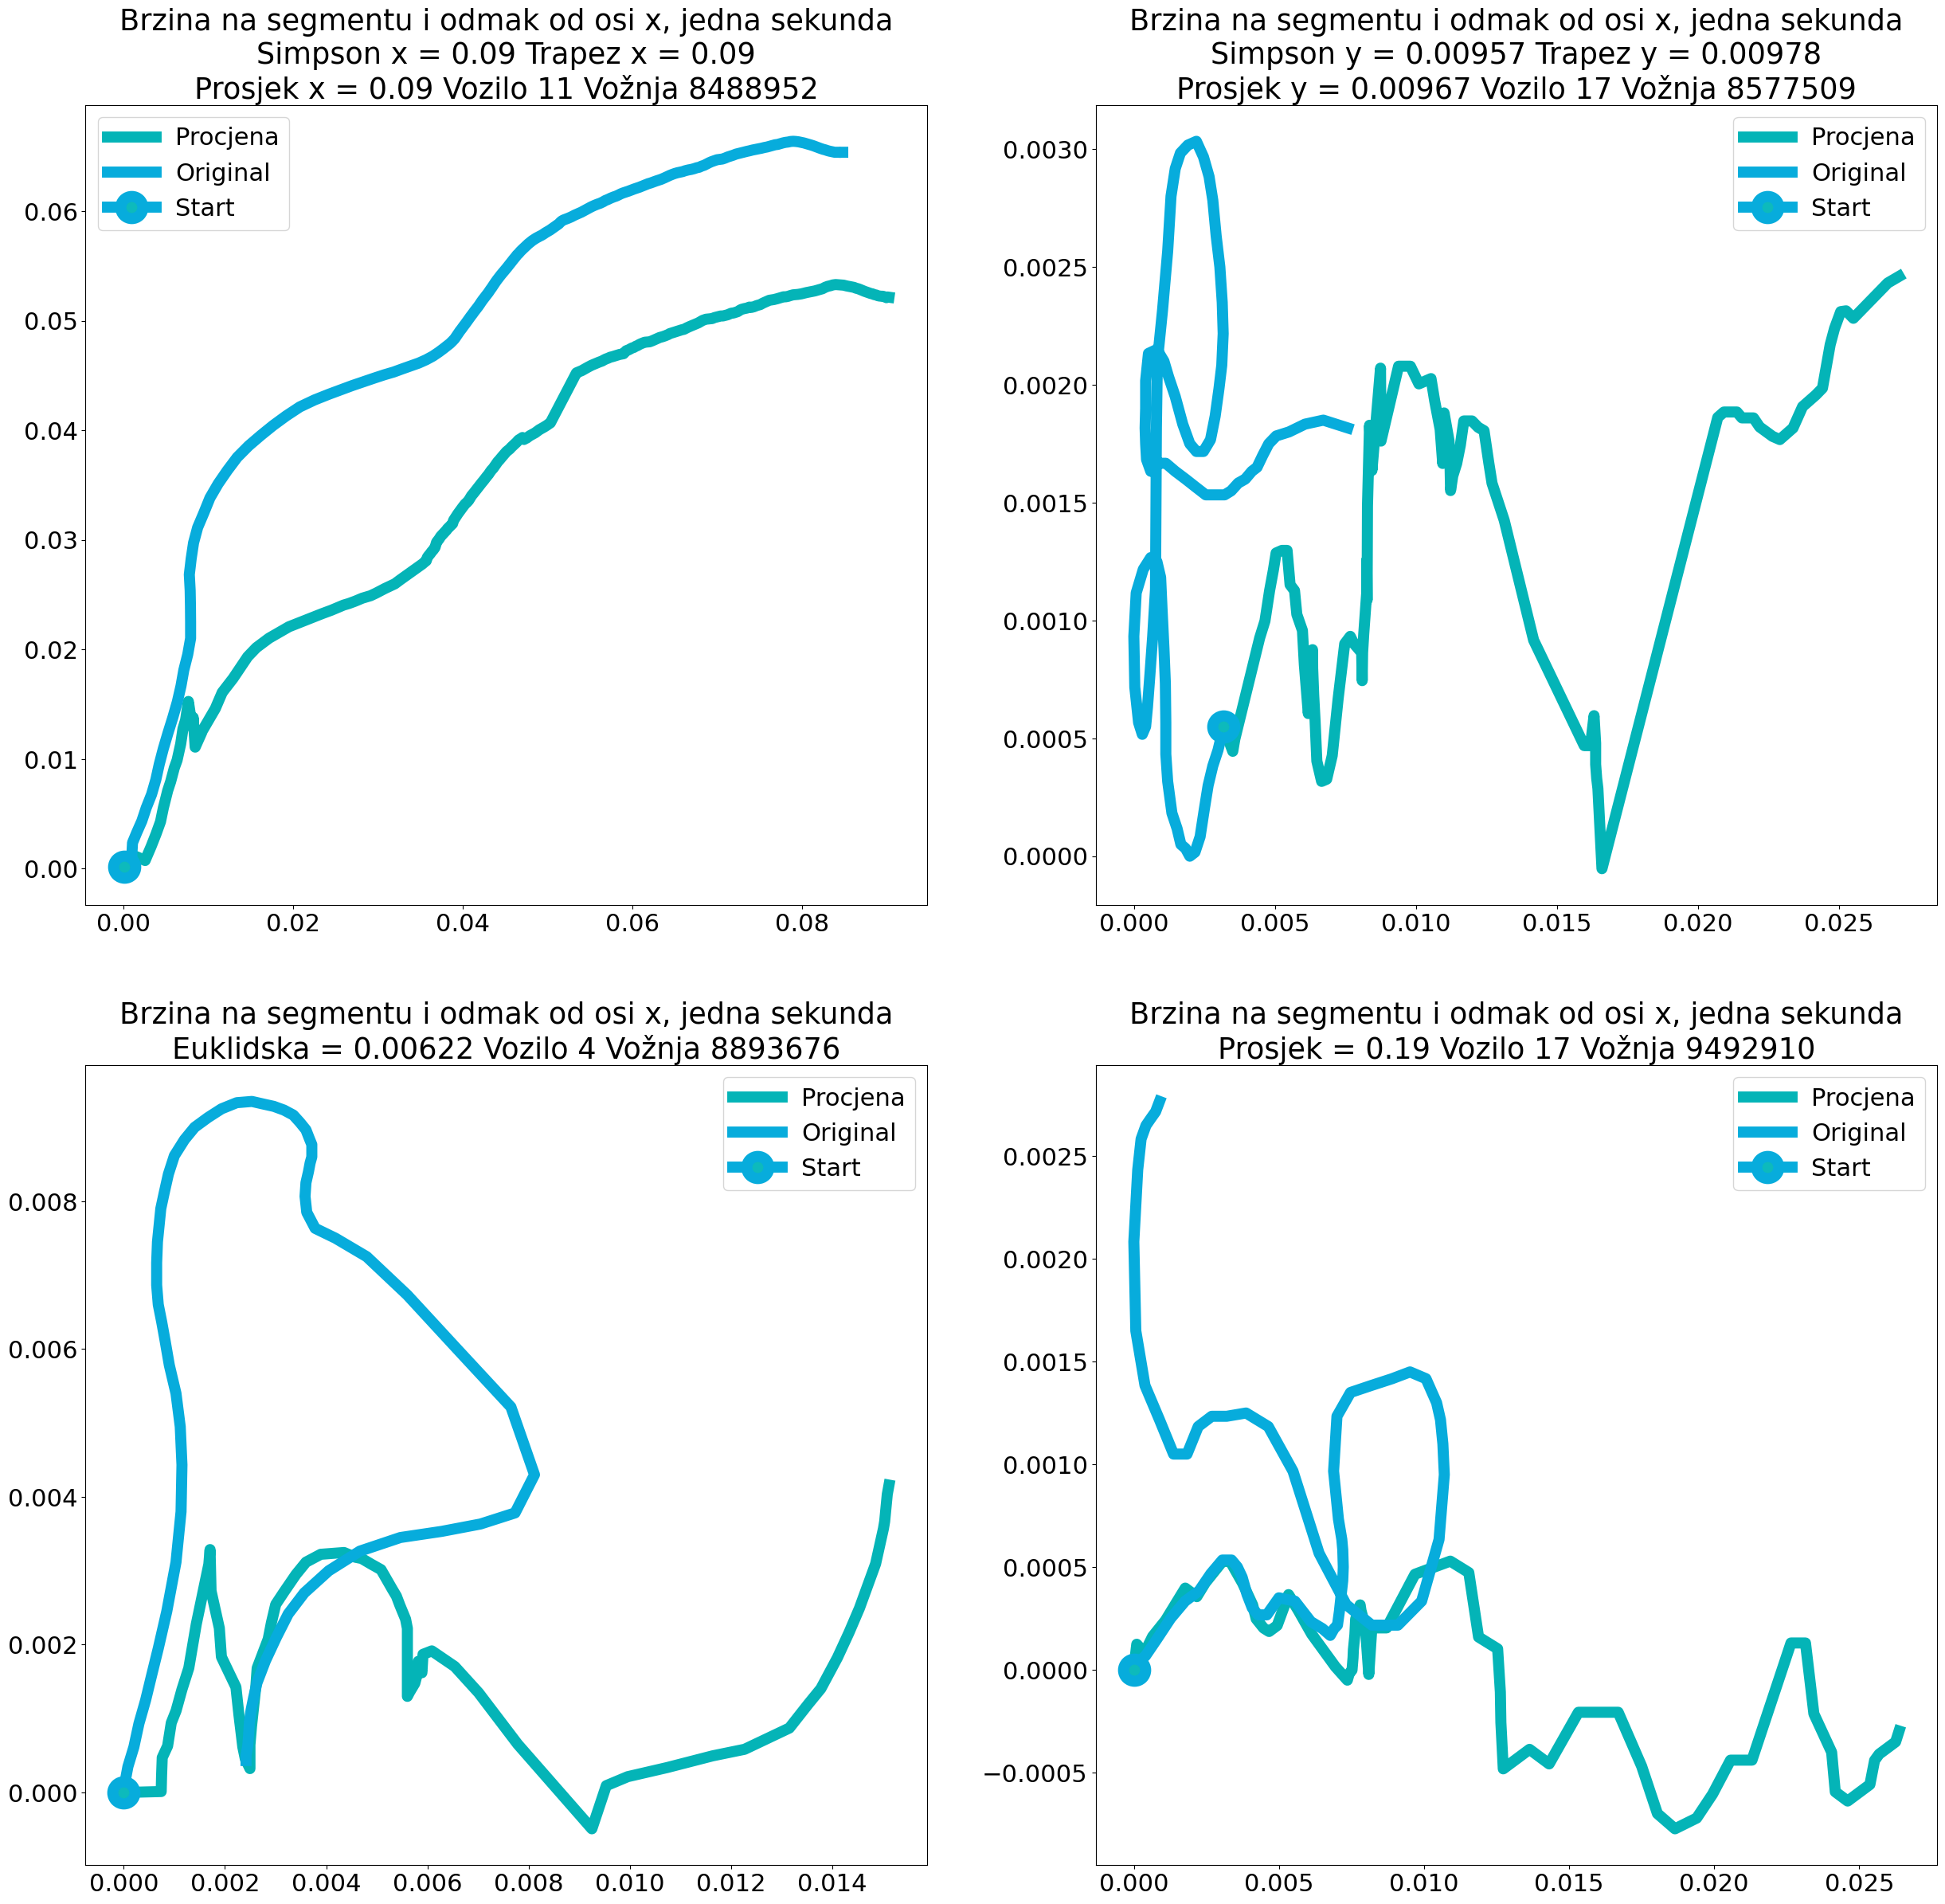 Brzina na segmentu i odmak od osi x, jedna sekunda
Simpson x = 0.09 Trapez x = 0.09
Prosjek x = 0.09 Vozilo 11 Vožnja 8488952
Procjena
Original
Start
0.06
0.05
0.04
0.03
0.02
0.01
0.00
0.00 0.02 0.04 0.06 0.08
Brzina na segmentu i odmak od osi x, jedna sekunda
Simpson y = 0.00957 Trapez y = 0.00978
Prosjek y = 0.00967 Vozilo 17 Vožnja 8577509
Procjena
Original
Start
0.0030
0.0025
0.0020
0.0015
0.0010
0.0005
0.0000
0.000 0.005 0.010 0.015 0.020 0.025
Brzina na segmentu i odmak od osi x, jedna sekunda
Euklidska = 0.00622 Vozilo 4 Vožnja 8893676
Procjena
Original
Start
0.008
0.006
0.004
0.002
0.000
0.000 0.002 0.004 0.006 0.008 0.010 0.012 0.014
Brzina na segmentu i odmak od osi x, jedna sekunda
Prosjek = 0.19 Vozilo 17 Vožnja 9492910
Procjena
Original
Start
0.0025
0.0020
0.0015
0.0010
0.0005
0.0000
−0.0005
0.000 0.005 0.010 0.015 0.020 0.025